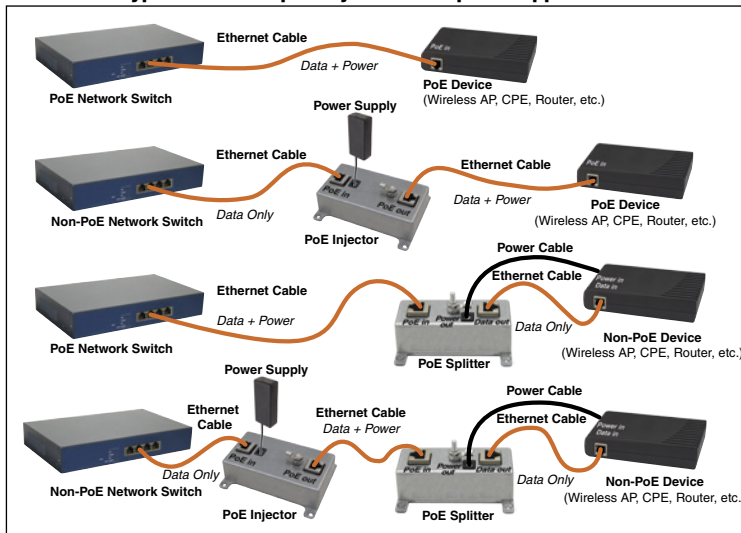 Ethernet Cable
PoE in
Data + Power
PoE Network Switch
PoE Device
(Wireless AP, CPE, Router, etc.)
Power Supply
Ethernet Cable
Ethernet Cable
PoE in
PoE in
PoE out
Non-PoE Network Switch
Data Only
Data + Power
PoE Injector
PoE Device
(Wireless AP, CPE, Router, etc.)
Power Cable
Ethernet Cable
Ethernet Cable
Power in
Data in
PoE in
Power out
Data out
Data + Power
Data Only
PoE Network Switch
PoE Splitter
Non-PoE Device
(Wireless AP, CPE, Router, etc.)
Power Supply
Power Cable
Ethernet
Cable
Ethernet Cable
Data + Power
Ethernet Cable
Power in
Data in
PoE in
PoE out
PoE in
Power out
Data out
Data Only
Data Only
Non-PoE Network Switch
PoE Injector
PoE Splitter
Non-PoE Device
(Wireless AP, CPE, Router, etc.